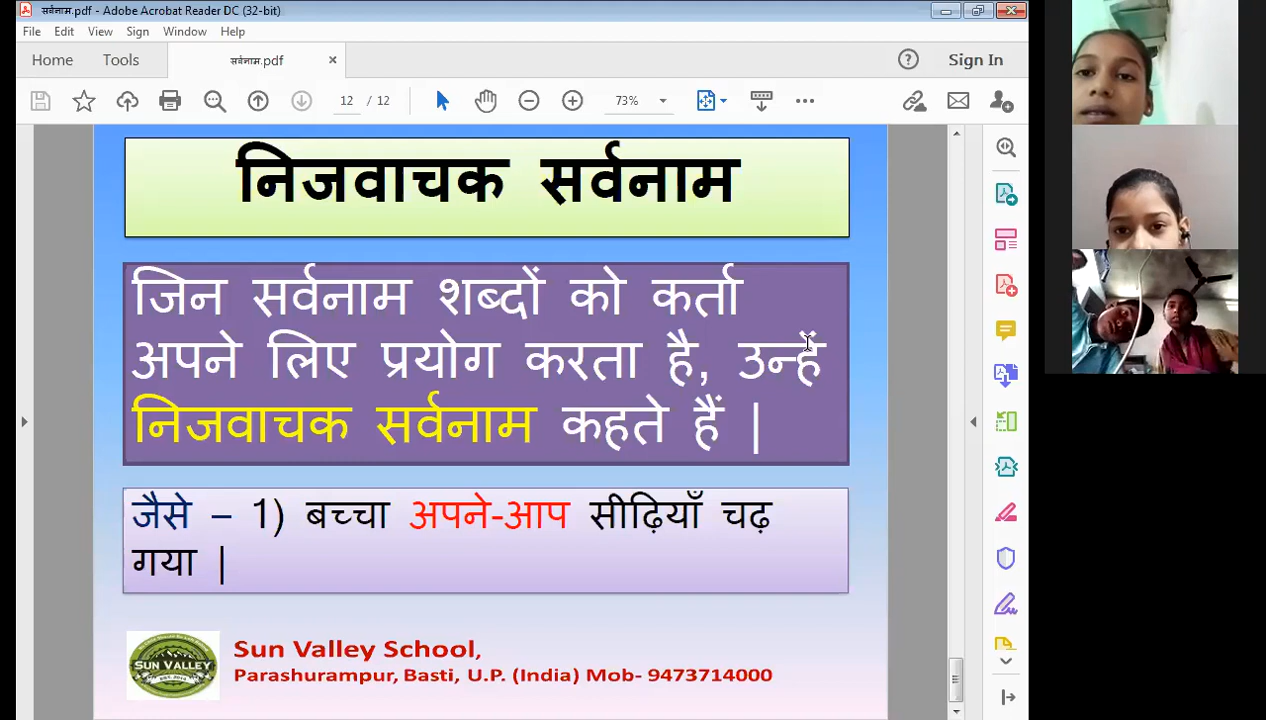 सर्वनाम.pdf - Adobe Acrobat Reader DC (32-bit)
File Edit View Sign Window Help
Home Tools सर्वनाम.pdf × Sign In
12 / 12 73%
निजवाचक सर्वनाम
जिन सर्वनाम शब्दों को कर्ता
अपने लिए प्रयोग करता है, उन्हें
निजवाचक सर्वनाम कहते हैं |
जैसे – 1) बच्चा अपने-आप सीढ़ियाँ चढ़
गया |
SUN VALLEY
Sun Valley School,
Parashurampur, Basti, U.P. (India) Mob- 9473714000